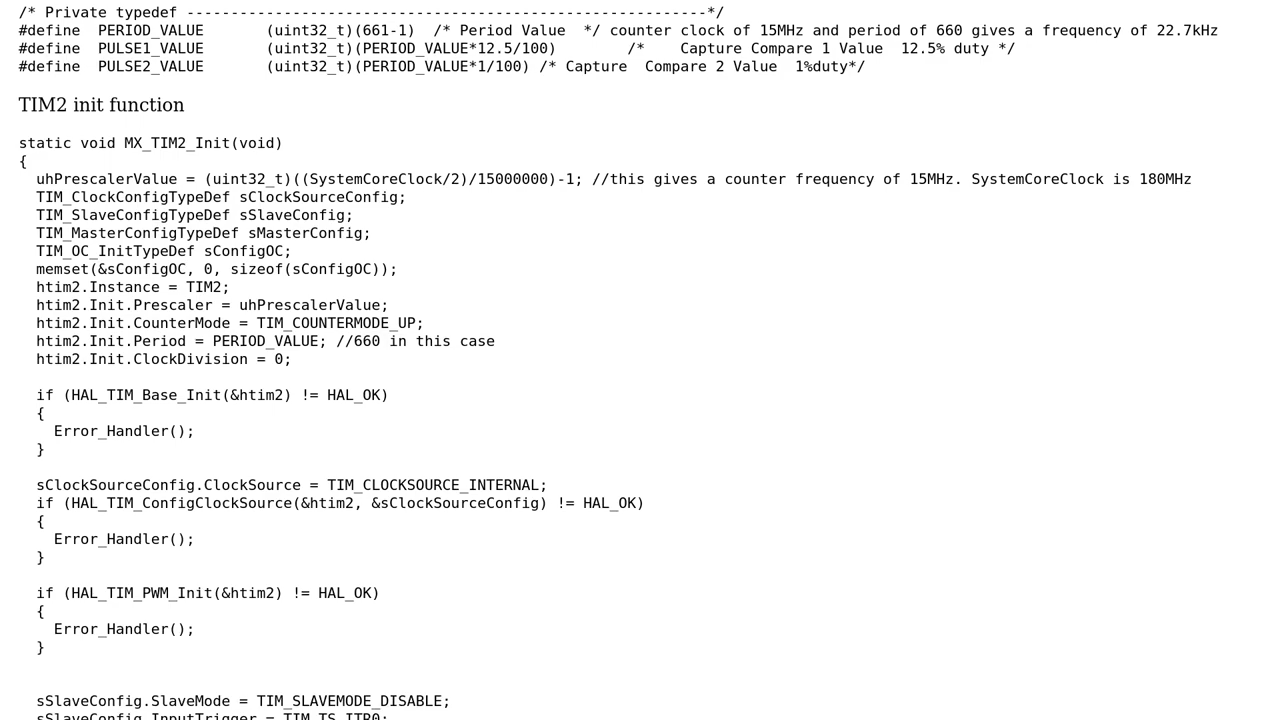 /* Private typedef -----------------------------------------------------------*/
#define  PERIOD_VALUE       (uint32_t)(661-1)  /* Period Value  */ counter clock of 15MHz and period of 660 gives a frequency of 22.7kHz
#define  PULSE1_VALUE       (uint32_t)(PERIOD_VALUE*12.5/100)        /*    Capture Compare 1 Value  12.5% duty */
#define  PULSE2_VALUE       (uint32_t)(PERIOD_VALUE*1/100) /* Capture  Compare 2 Value  1%duty*/
TIM2 init function
static void MX_TIM2_Init(void)
{
  uhPrescalerValue = (uint32_t)((SystemCoreClock/2)/15000000)-1; //this gives a counter frequency of 15MHz. SystemCoreClock is 180MHz
  TIM_ClockConfigTypeDef sClockSourceConfig;
  TIM_SlaveConfigTypeDef sSlaveConfig;
  TIM_MasterConfigTypeDef sMasterConfig;
  TIM_OC_InitTypeDef sConfigOC;
  memset(&sConfigOC, 0, sizeof(sConfigOC));
  htim2.Instance = TIM2;
  htim2.Init.Prescaler = uhPrescalerValue;
  htim2.Init.CounterMode = TIM_COUNTERMODE_UP;
  htim2.Init.Period = PERIOD_VALUE; //660 in this case
  htim2.Init.ClockDivision = 0;
  if (HAL_TIM_Base_Init(&htim2) != HAL_OK)
  {
    Error_Handler();
  }
  sClockSourceConfig.ClockSource = TIM_CLOCKSOURCE_INTERNAL;
  if (HAL_TIM_ConfigClockSource(&htim2, &sClockSourceConfig) != HAL_OK)
  {
    Error_Handler();
  }
  if (HAL_TIM_PWM_Init(&htim2) != HAL_OK)
  {
    Error_Handler();
  }
  sSlaveConfig.SlaveMode = TIM_SLAVEMODE_DISABLE;
  sSlaveConfig.InputTrigger = TIM_TS_ITR0;